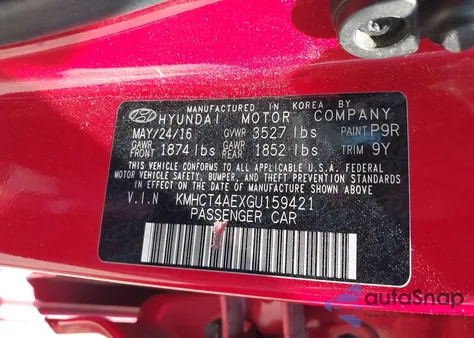 MANUFACTURED IN KOREA BY
HYUNDAI MOTOR COMPANY
MAY/24/16 GVWR 3527 lbs PAINT P9R
GAWR FRONT 1874 lbs GAWR REAR 1852 lbs TRIM 9Y
THIS VEHICLE CONFORMS TO ALL APPLICABLE U.S.A. FEDERAL
MOTOR VEHICLE SAFETY, BUMPER, AND THEFT PREVENTION STANDARDS
IN EFFECT ON THE DATE OF MANUFACTURE SHOWN ABOVE.
V.I.N KMHCT4AEXGU159421
PASSENGER CAR
autoSnap